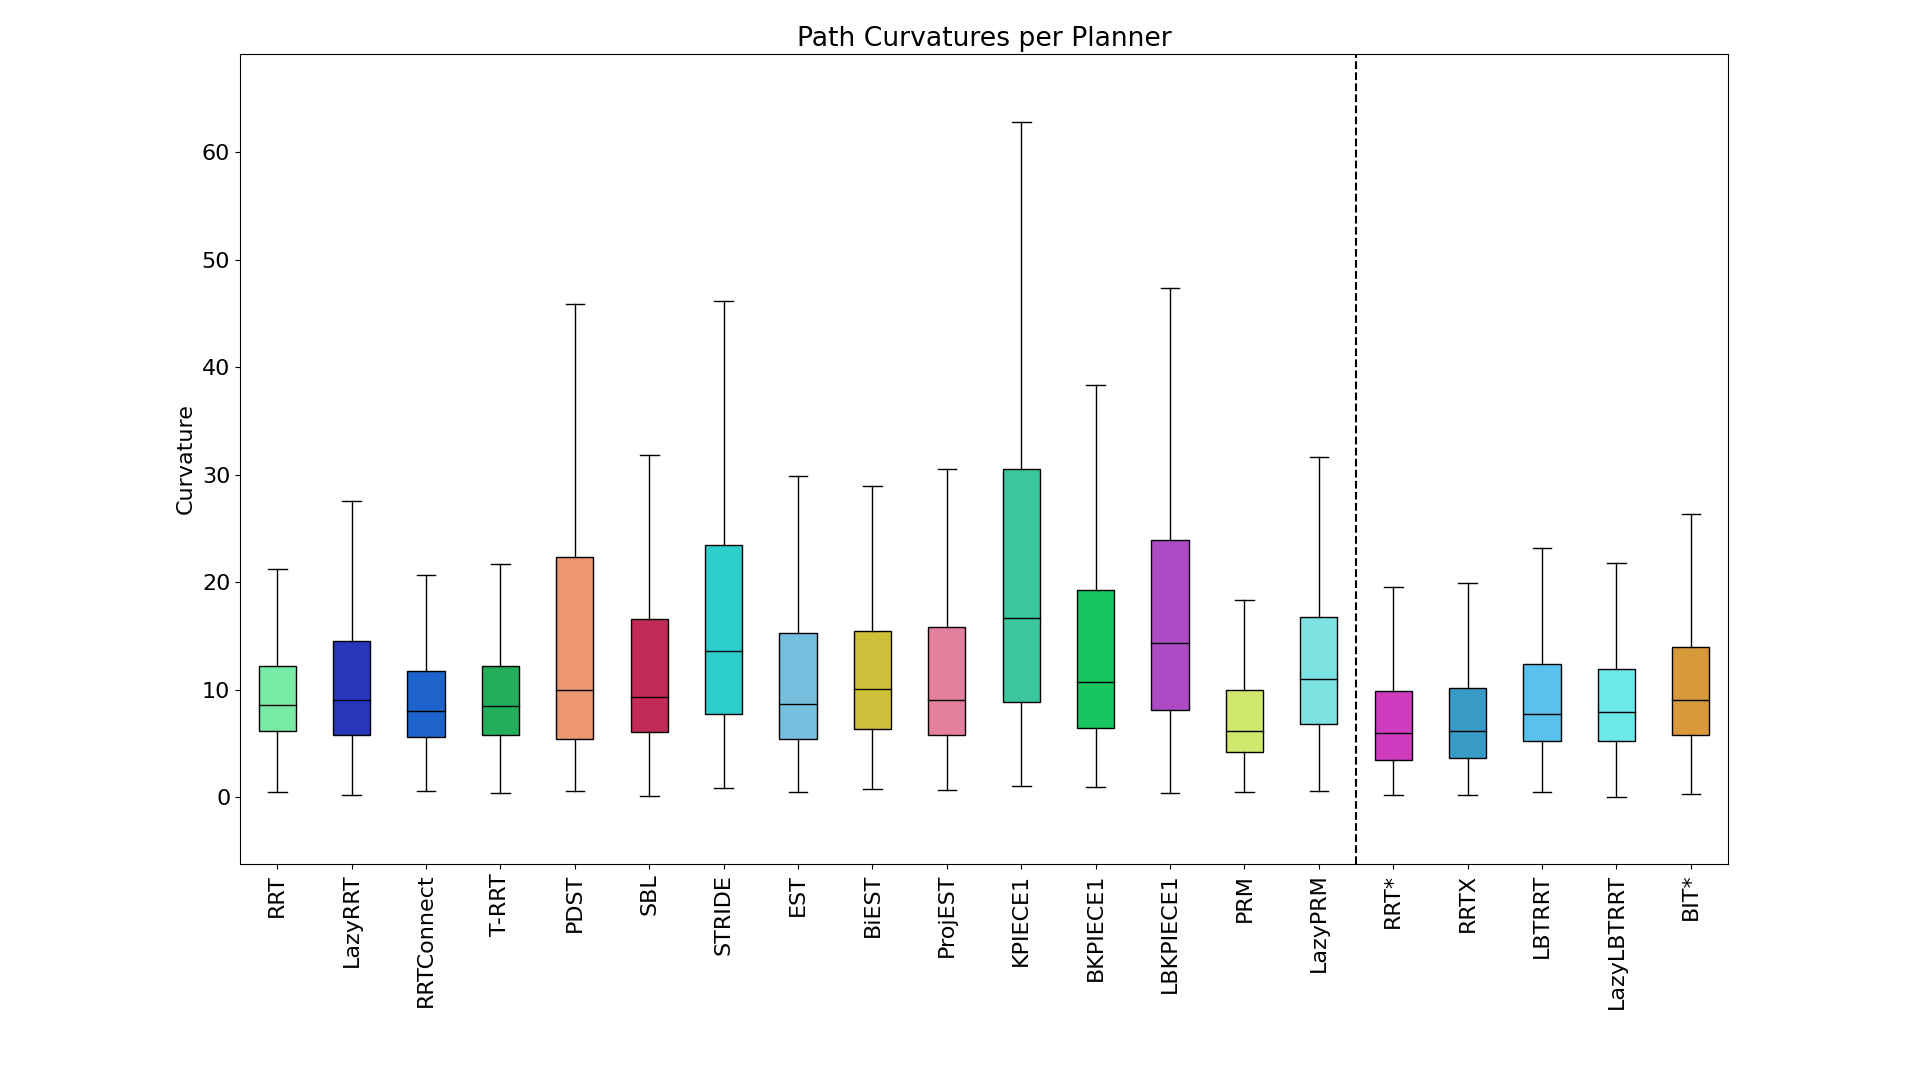 Path Curvatures per Planner
Curvature
60
50
40
30
20
10
0
RRT
LazyRRT
RRTConnect
T-RRT
PDST
SBL
STRIDE
EST
BiEST
ProjEST
KPIECE1
BKPIECE1
LBKPIECE1
PRM
LazyPRM
RRT*
RRTX
LBTRRT
LazyLBTRRT
BIT*